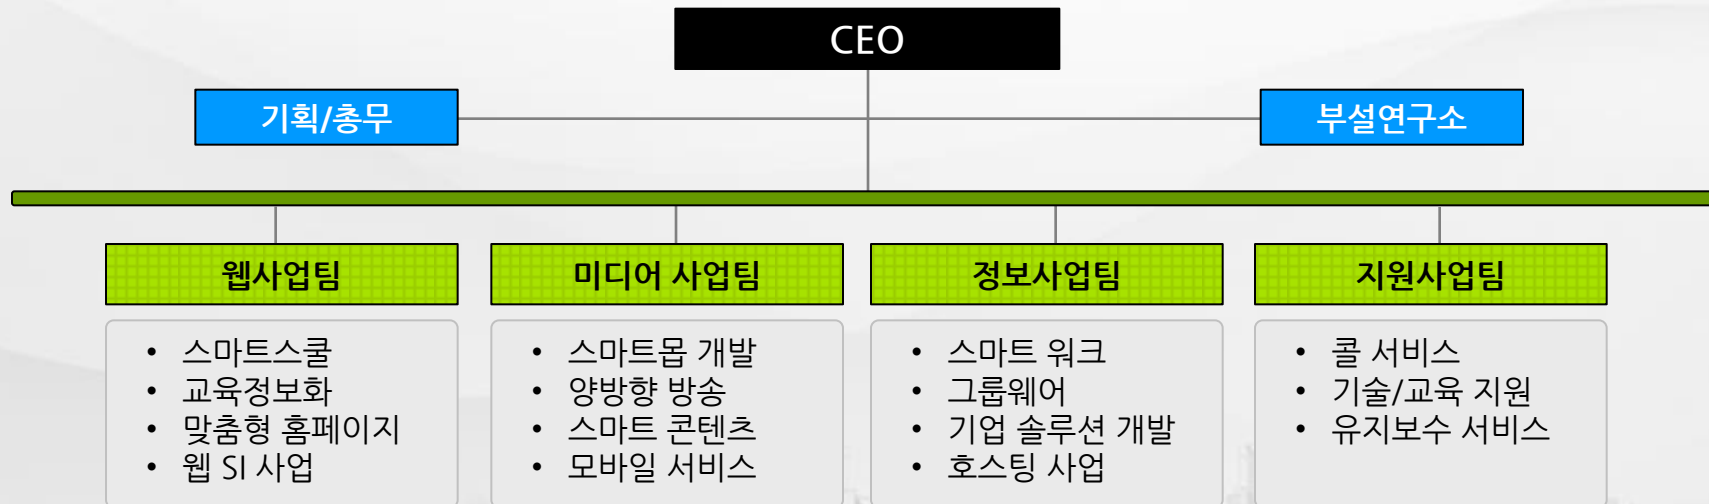 CEO
기획/총무
부설연구소
웹사업팀
미디어 사업팀
정보사업팀
지원사업팀
• 스마트스쿨
• 교육정보화
• 맞춤형 홈페이지
• 웹 SI 사업
• 스마트몹 개발
• 양방향 방송
• 스마트 콘텐츠
• 모바일 서비스
• 스마트 워크
• 그룹웨어
• 기업 솔루션 개발
• 호스팅 사업
• 콜 서비스
• 기술/교육 지원
• 유지보수 서비스